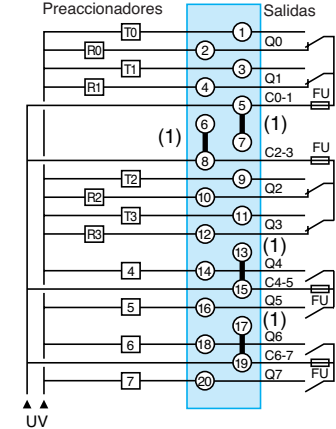 Preaccionadores Salidas
T0 1 Q0
R0 2
T1 3 Q1
R1 4
5 C0-1 FU
6 (1) 7 (1)
8 C2-3 FU
T2 9 Q2
R2 10
T3 11 Q3
R3 12
13 (1)
4 14 Q4
15 C4-5 FU
5 16 Q5
17 (1)
6 18 Q6
19 C6-7 FU
7 20 Q7
UV